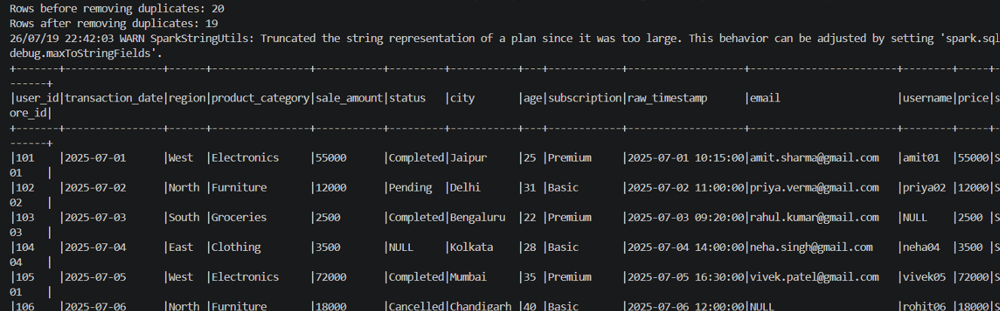 Rows before removing duplicates: 20
Rows after removing duplicates: 19
26/07/19 22:42:03 WARN SparkStringUtils: Truncated the string representation of a plan since it was too large. This behavior can be adjusted by setting 'spark.sql
debug.maxToStringFields'.
+-------+----------------+------+----------------+-----------+---------+----------+---+------------+-------------------+------------------------+--------+-----+-
------+
|user_id|transaction_date|region|product_category|sale_amount|status   |city      |age|subscription|raw_timestamp      |email                   |username|price|s
ore_id|
+-------+----------------+------+----------------+-----------+---------+----------+---+------------+-------------------+------------------------+--------+-----+-
------+
|101    |2025-07-01      |West  |Electronics     |55000      |Completed|Jaipur    |25 |Premium     |2025-07-01 10:15:00|amit.sharma@gmail.com   |amit01  |55000|S
01     |
|102    |2025-07-02      |North |Furniture       |12000      |Pending  |Delhi     |31 |Basic       |2025-07-02 11:00:00|priya.verma@gmail.com   |priya02 |12000|S
02     |
|103    |2025-07-03      |South |Groceries       |2500       |Completed|Bengaluru |22 |Premium     |2025-07-03 09:20:00|rahul.kumar@gmail.com   |NULL    |2500 |S
03     |
|104    |2025-07-04      |East  |Clothing        |3500       |NULL     |Kolkata   |28 |Basic       |2025-07-04 14:00:00|neha.singh@gmail.com    |neha04  |3500 |S
04     |
|105    |2025-07-05      |West  |Electronics     |72000      |Completed|Mumbai    |35 |Premium     |2025-07-05 16:30:00|vivek.patel@gmail.com   |vivek05 |72000|S
01     |
|106    |2025-07-06      |North |Furniture       |18000      |Cancelled|Chandigarh|40 |Basic       |2025-07-06 12:00:00|NULL                    |rohit06 |18000|S